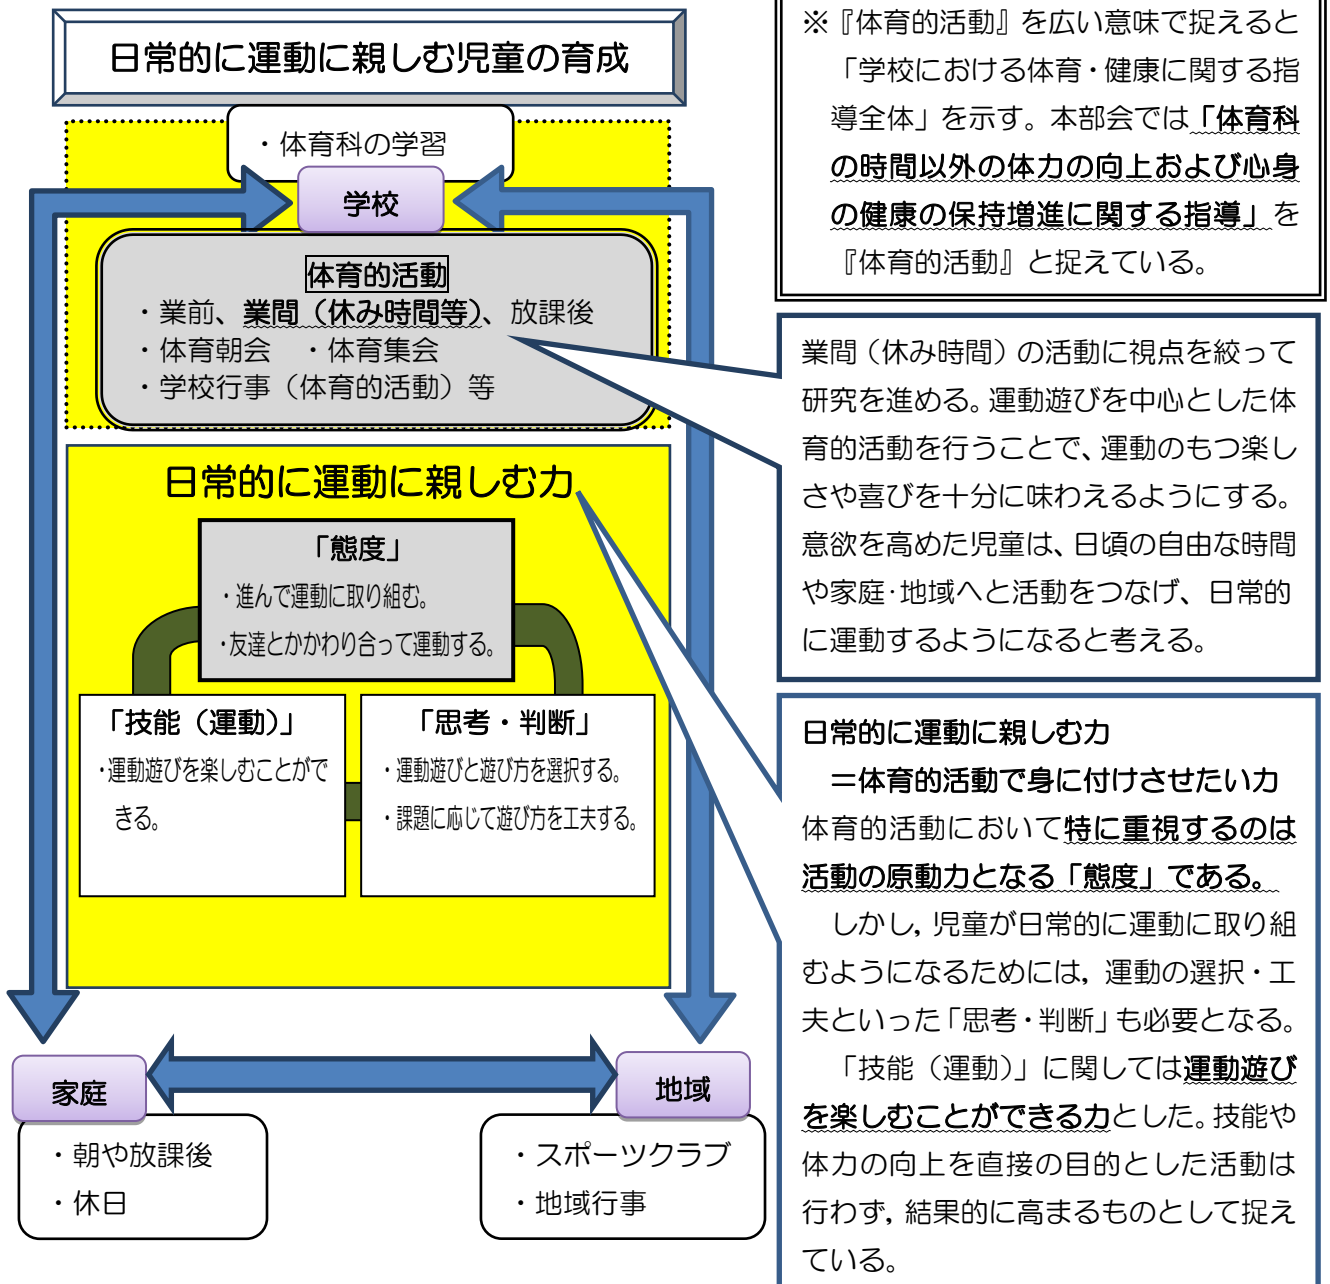 日常的に運動に親しむ児童の育成
・体育科の学習
学校
体育的活動
・業前、業間（休み時間等）、放課後
・体育朝会　・体育集会
・学校行事（体育的活動）等
日常的に運動に親しむ力
「態度」
・進んで運動に取り組む。
・友達とかかわり合って運動する。
「技能（運動）」
・運動遊びを楽しむことがで
きる。
「思考・判断」
・運動遊びと遊び方を選択する。
・課題に応じて遊び方を工夫する。
家庭
・朝や放課後
・休日
地域
・スポーツクラブ
・地域行事
※『体育的活動』を広い意味で捉えると
「学校における体育・健康に関する指
導全体」を示す。本部会では「体育科
の時間以外の体力の向上および心身
の健康の保持増進に関する指導」を
『体育的活動』と捉えている。
業間（休み時間）の活動に視点を絞って
研究を進める。運動遊びを中心とした体
育的活動を行うことで、運動のもつ楽し
さや喜びを十分に味わえるようにする。
意欲を高めた児童は、日頃の自由な時間
や家庭・地域へと活動をつなげ、日常的
に運動するようになると考える。
日常的に運動に親しむ力
＝体育的活動で身に付けさせたい力
体育的活動において特に重視するのは
活動の原動力となる「態度」である。
しかし，児童が日常的に運動に取り組
むようになるためには，運動の選択・工
夫といった「思考・判断」も必要となる。
「技能（運動）」に関しては運動遊び
を楽しむことができる力とした。技能や
体力の向上を直接の目的とした活動は
行わず，結果的に高まるものとして捉え
ている。